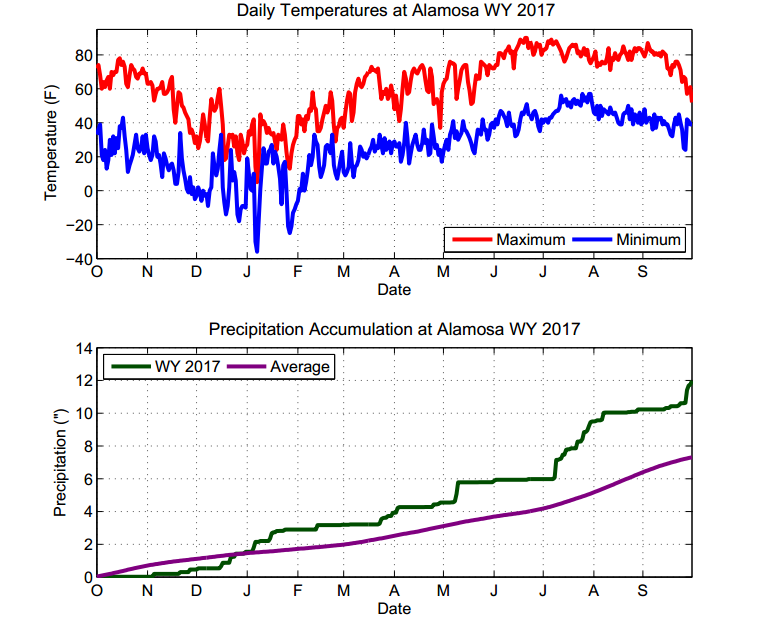 Daily Temperatures at Alamosa WY 2017
80
60
40
20
0
−20
−40
Temperature (F)
Maximum Minimum
O N D J F M A M J J A S
Date
Precipitation Accumulation at Alamosa WY 2017
14
12
10
8
6
4
2
0
Precipitation (")
WY 2017 Average
O N D J F M A M J J A S
Date